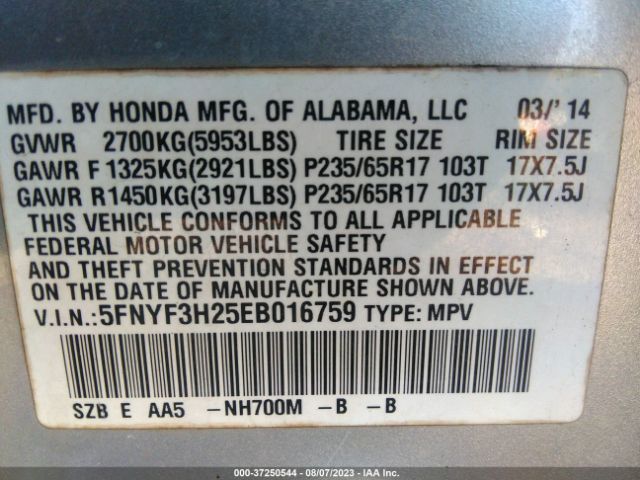 MFD. BY HONDA MFG. OF ALABAMA, LLC 03/'14
GVWR 2700KG(5953LBS) TIRE SIZE RIM SIZE
GAWR F 1325KG(2921LBS) P235/65R17 103T 17X7.5J
GAWR R1450KG(3197LBS) P235/65R17 103T 17X7.5J
THIS VEHICLE CONFORMS TO ALL APPLICABLE
FEDERAL MOTOR VEHICLE SAFETY
AND THEFT PREVENTION STANDARDS IN EFFECT
ON THE DATE OF MANUFACTURE SHOWN ABOVE.
V.I.N.:5FNYF3H25EB016759 TYPE: MPV
SZB E AA5 -NH700M -B -B
000-37250544 - 08/07/2023 - IAA Inc.